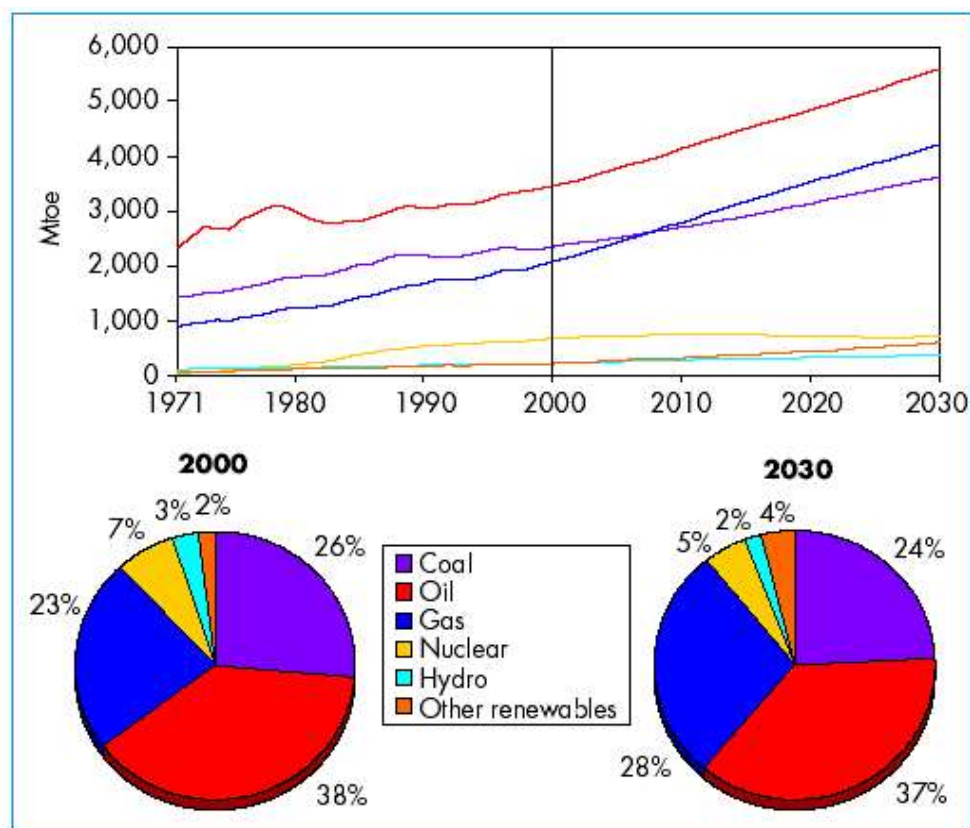 6,000
5,000
4,000
3,000
2,000
1,000
0
Mtoe
1971 1980 1990 2000 2010 2020 2030
2000
2030
3% 2%
7%
26%
23%
38%
Coal
Oil
Gas
Nuclear
Hydro
Other renewables
2% 4%
5%
24%
28%
37%